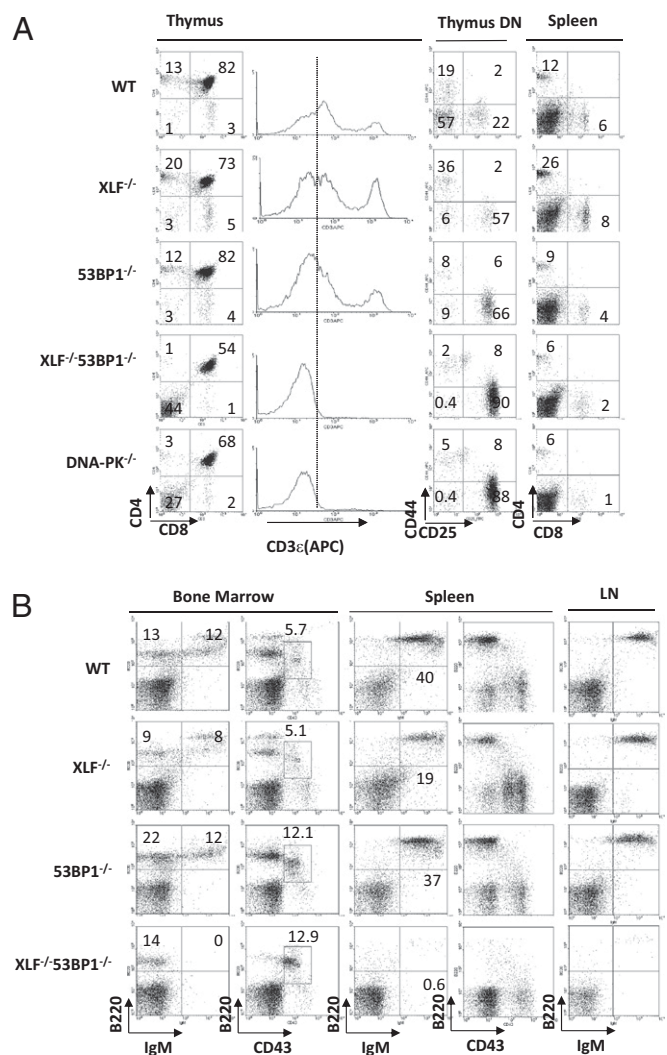 A
Thymus
Thymus DN
Spleen
WT
13 82
1 3
19 2
57 22
12
6
XLF-/-
20 73
3 5
36 2
6 57
26
8
53BP1-/-
12 82
3 4
8 6
9 66
9
4
XLF-/-53BP1-/-
1 54
44 1
2 8
0.4 90
6
2
DNA-PK-/-
3 68
27 2
5 8
0.4 88
6
1
CD4
CD8
CD3ε(APC)
CD44
CD25
CD4
CD8
B
Bone Marrow
Spleen
LN
WT
13 12
5.7
40
XLF-/-
9 8
5.1
19
53BP1-/-
22 12
12.1
37
XLF-/-53BP1-/-
14 0
12.9
0.6
B220
IgM
B220
CD43
B220
IgM
B220
CD43
B220
IgM